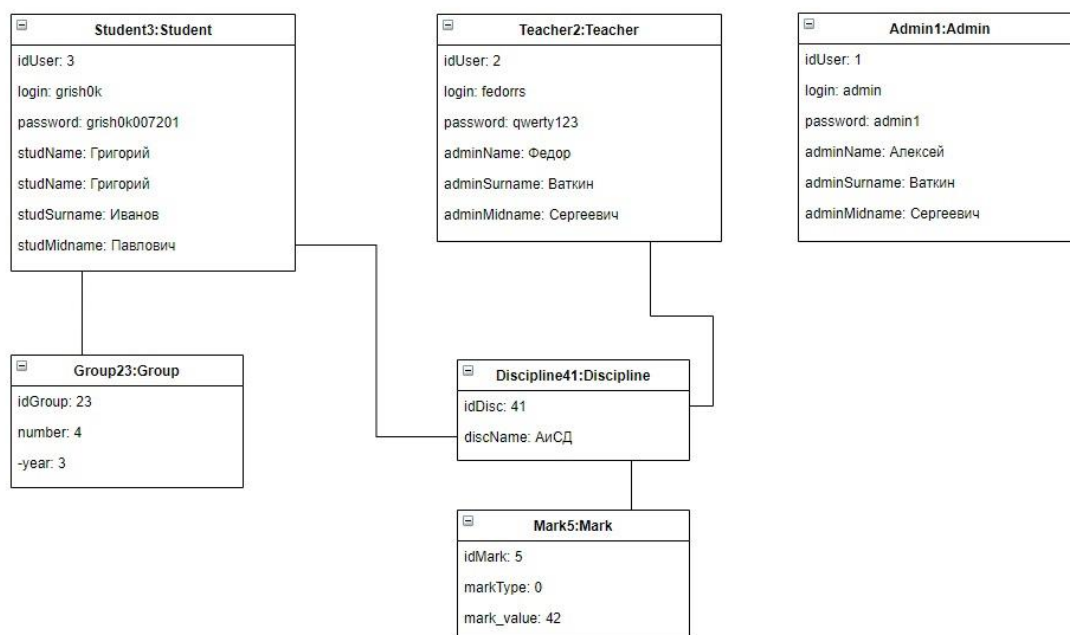 Student3:Student
idUser: 3
login: grish0k
password: grish0k007201
studName: Григорий
studName: Григорий
studSurname: Иванов
studMidname: Павлович
Teacher2:Teacher
idUser: 2
login: fedorrs
password: qwerty123
adminName: Федор
adminSurname: Ваткин
adminMidname: Сергеевич
Admin1:Admin
idUser: 1
login: admin
password: admin1
adminName: Алексей
adminSurname: Ваткин
adminMidname: Сергеевич
Group23:Group
idGroup: 23
number: 4
-year: 3
Discipline41:Discipline
idDisc: 41
discName: АиСД
Mark5:Mark
idMark: 5
markType: 0
mark_value: 42